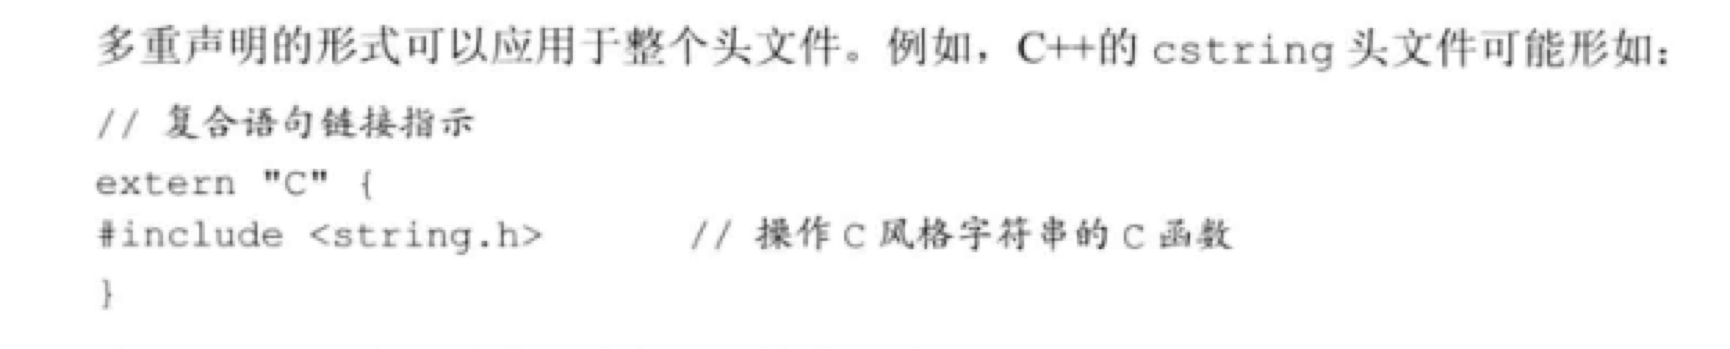 多重声明的形式可以应用于整个头文件。例如，C++的 cstring 头文件可能形如：
// 复合语句链接指示
extern "C" {
#include <string.h>        // 操作 C 风格字符串的 C 函数
}